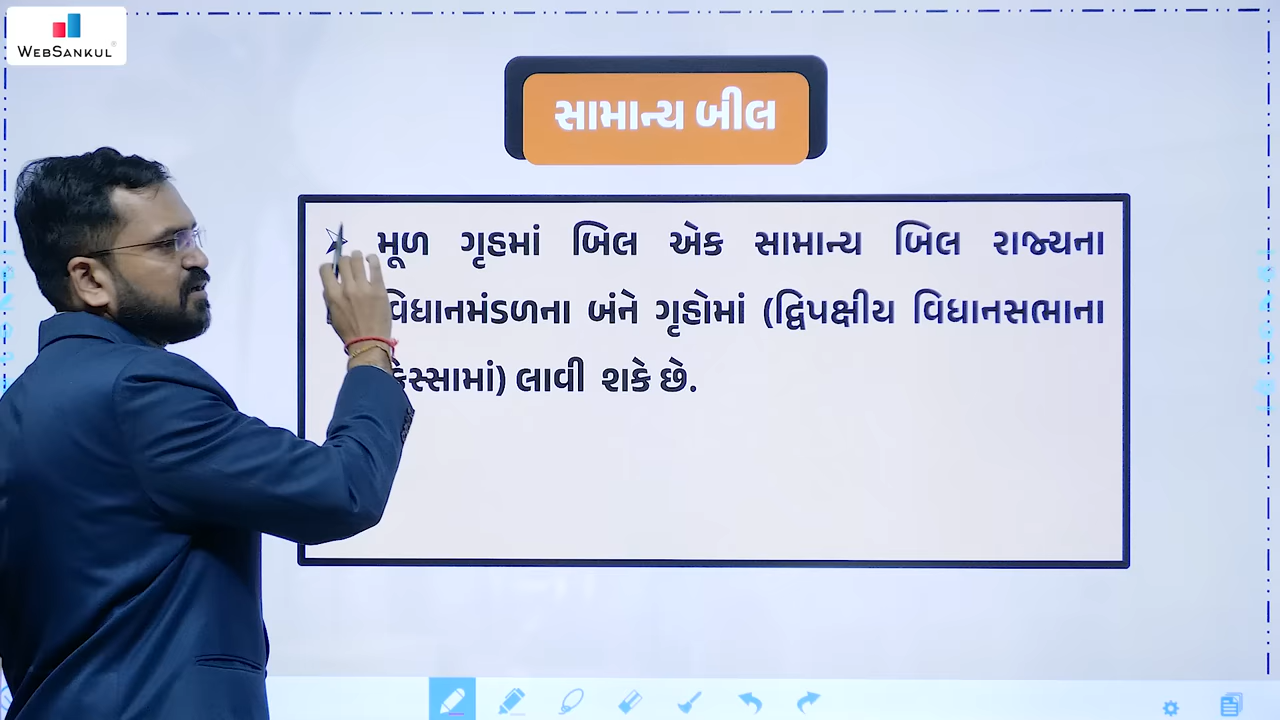 WEBSANKUL
સામાન્ય બીલ
મૂળ ગૃહમાં બિલ એક સામાન્ય બિલ રાજ્યના
વિધાનમંડળના બંને ગૃહોમાં (દ્વિપક્ષીય વિધાનસભાના
કિસ્સામાં) લાવી શકે છે.